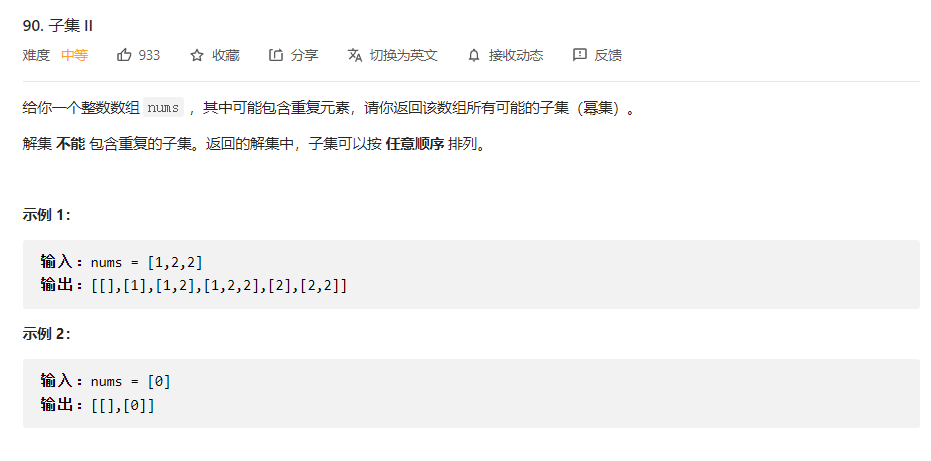 90. 子集 II
难度 中等 933 收藏 分享 切换为英文 接收动态 反馈
给你一个整数数组 nums ，其中可能包含重复元素，请你返回该数组所有可能的子集（幂集）。
解集 不能 包含重复的子集。返回的解集中，子集可以按 任意顺序 排列。
示例 1：
输入：nums = [1,2,2]
输出：[[],[1],[1,2],[1,2,2],[2],[2,2]]
示例 2：
输入：nums = [0]
输出：[[],[0]]